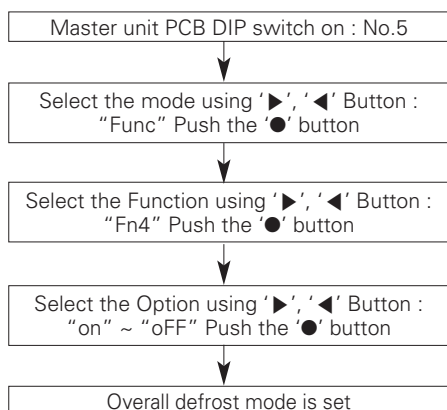 Master unit PCB DIP switch on : No.5
Select the mode using ‘▶’, ‘◀’ Button :
“Func” Push the ‘●’ button
Select the Function using ‘▶’, ‘◀’ Button :
“Fn4” Push the ‘●’ button
Select the Option using ‘▶’, ‘◀’ Button :
“on” ~ “oFF” Push the ‘●’ button
Overall defrost mode is set